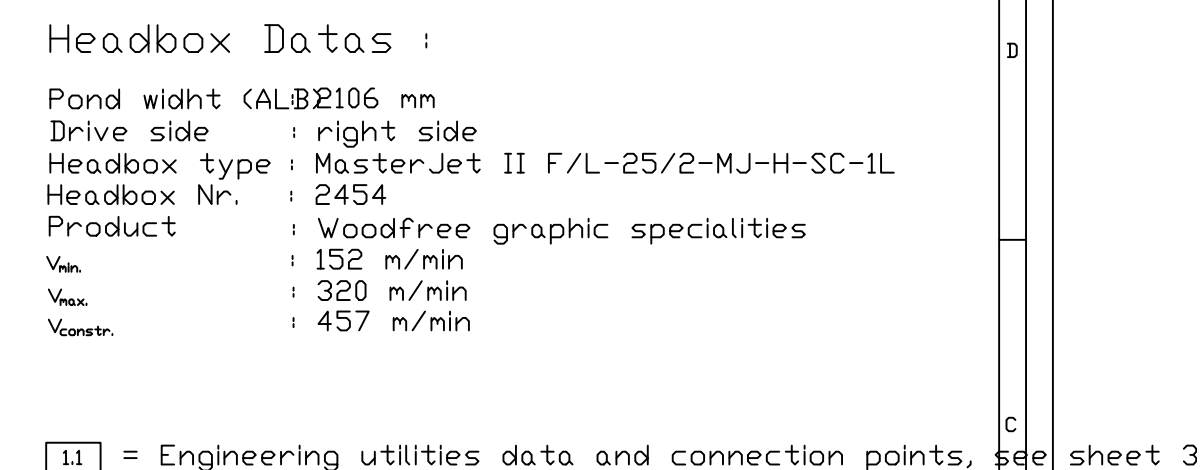 Headbox Datas :
D
Pond widht (ALB):2106 mm
Drive side : right side
Headbox type : MasterJet II F/L-25/2-MJ-H-SC-1L
Headbox Nr. : 2454
Product : Woodfree graphic specialities
Vmin. : 152 m/min
Vmax. : 320 m/min
Vconstr. : 457 m/min
C
1.1 = Engineering utilities data and connection points, see sheet 3